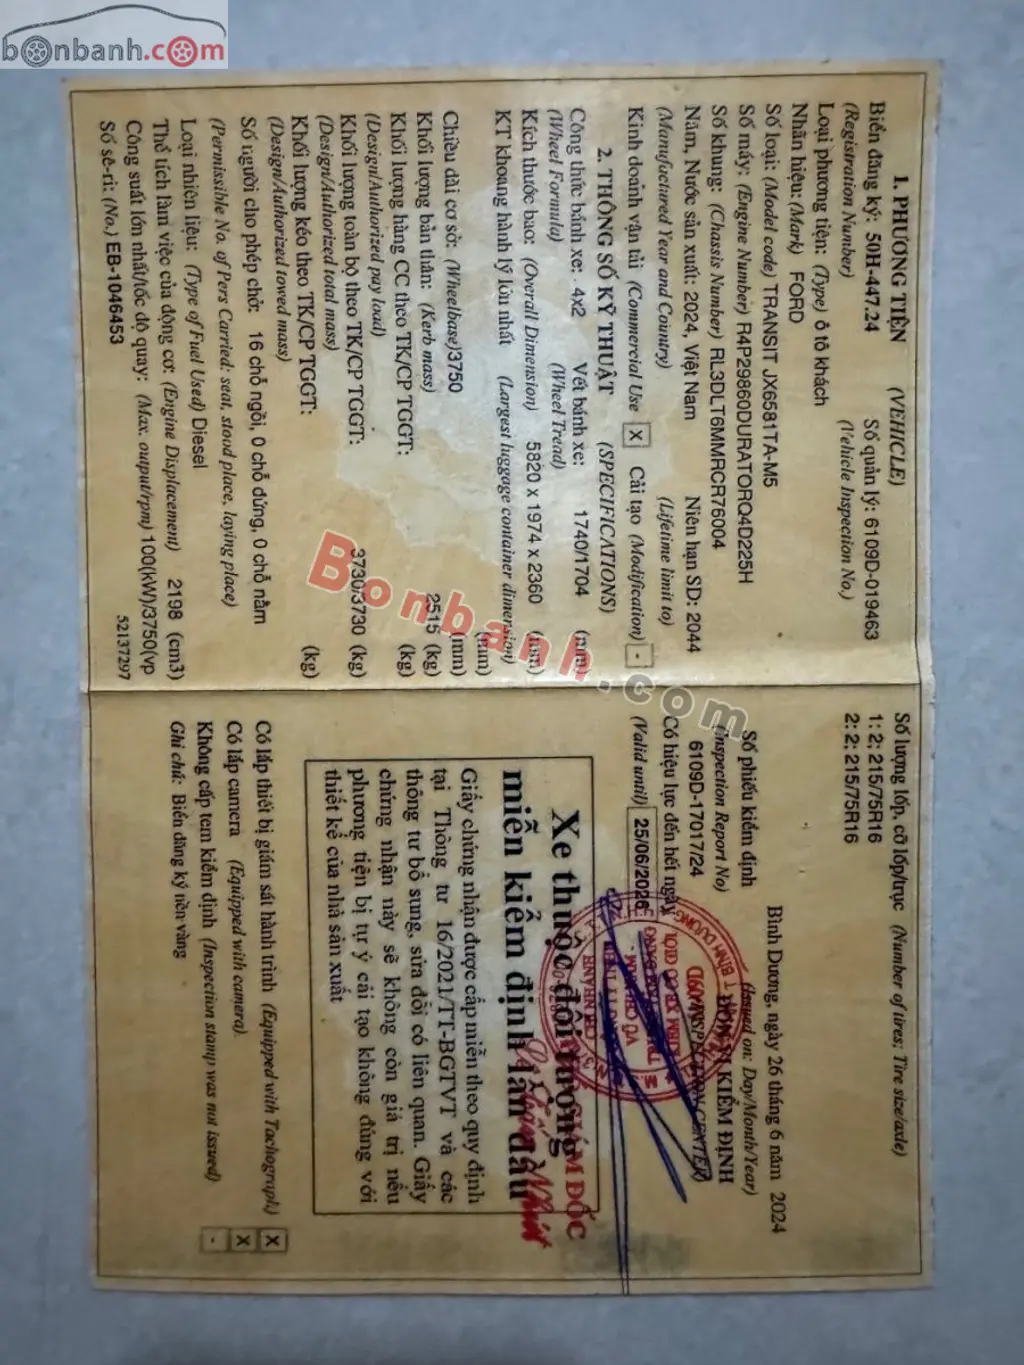 bonbanh.com
1. PHƯƠNG TIỆN (VEHICLE)
Biển đăng ký: 50H-447.24 Số quản lý: 6109D-019463
(Registration Number) (Vehicle Inspection No.)
Loại phương tiện: (Type) ô tô khách
Nhãn hiệu: (Mark) FORD
Số loại: (Model code) TRANSIT JX6581TA-M5
Số máy: (Engine Number) R4P29860DURATORQ4D225H
Số khung: (Chassis Number) RL3DLT6MMRCR76004
Năm, Nước sản xuất: 2024, Việt Nam Niên hạn SD: 2044
(Manufactured Year and Country) (Lifetime limit to)
Kinh doanh vận tải (Commercial Use) X Cải tạo (Modification) -
2. THÔNG SỐ KỸ THUẬT (SPECIFICATIONS)
Công thức bánh xe: 4x2 Vết bánh xe: 1740/1704 (mm)
(Wheel Formula) (Wheel Tread)
Kích thước bao: (Overall Dimension) 5820 x 1974 x 2360 (mm)
KT khoang hành lý lớn nhất (Largest luggage container dimension)
(mm)
Chiều dài cơ sở: (Wheelbase) 3750 (mm)
Khối lượng bản thân: (Kerb mass) 2515 (kg)
Khối lượng hàng CC theo TK/CP TGGT: (kg)
(Design/Authorized pay load)
Khối lượng toàn bộ theo TK/CP TGGT: 3730/3730 (kg)
(Design/Authorized total mass)
Khối lượng kéo theo TK/CP TGGT: (kg)
(Design/Authorized towed mass)
Số người cho phép chở: 16 chỗ ngồi, 0 chỗ đứng, 0 chỗ nằm
(Permissible No. of Pers Carried: seat, stood place, laying place)
Loại nhiên liệu: (Type of Fuel Used) Diesel
Thể tích làm việc của động cơ: (Engine Displacement) 2198 (cm3)
Công suất lớn nhất/tốc độ quay: (Max. output/rpm) 100(kW)/3750(vp
Số sê-ri: (No.) EB-1046453 52137297
Số lượng lốp, cỡ lốp/trục (Number of tires; Tire size/axle)
1: 2; 215/75R16
2: 2; 215/75R16
Bình Dương, ngày 26 tháng 6 năm 2024
(Issued on: Day/Month/Year)
Số phiếu kiểm định ĐƠN VỊ KIỂM ĐỊNH
(Inspection Report No) (INSPECTION CENTER)
6109D-17017/24
Có hiệu lực đến hết ngày
(Valid until) 25/06/2026
GIÁM ĐỐC
Xe thuộc đối tượng
miễn kiểm định lần đầu
Giấy chứng nhận được cấp miễn theo quy định
tại Thông tư 16/2021/TT-BGTVT và các
thông tư bổ sung, sửa đổi có liên quan. Giấy
chứng nhận này sẽ không còn giá trị nếu
phương tiện bị tự ý cải tạo không đúng với
thiết kế của nhà sản xuất
Có lắp thiết bị giám sát hành trình (Equipped with Tachograph) X
Có lắp camera (Equipped with camera). X
Không cấp tem kiểm định (Inspection stamp was not issued) -
Ghi chú: Biển đăng ký nền vàng
Bonbanh.com